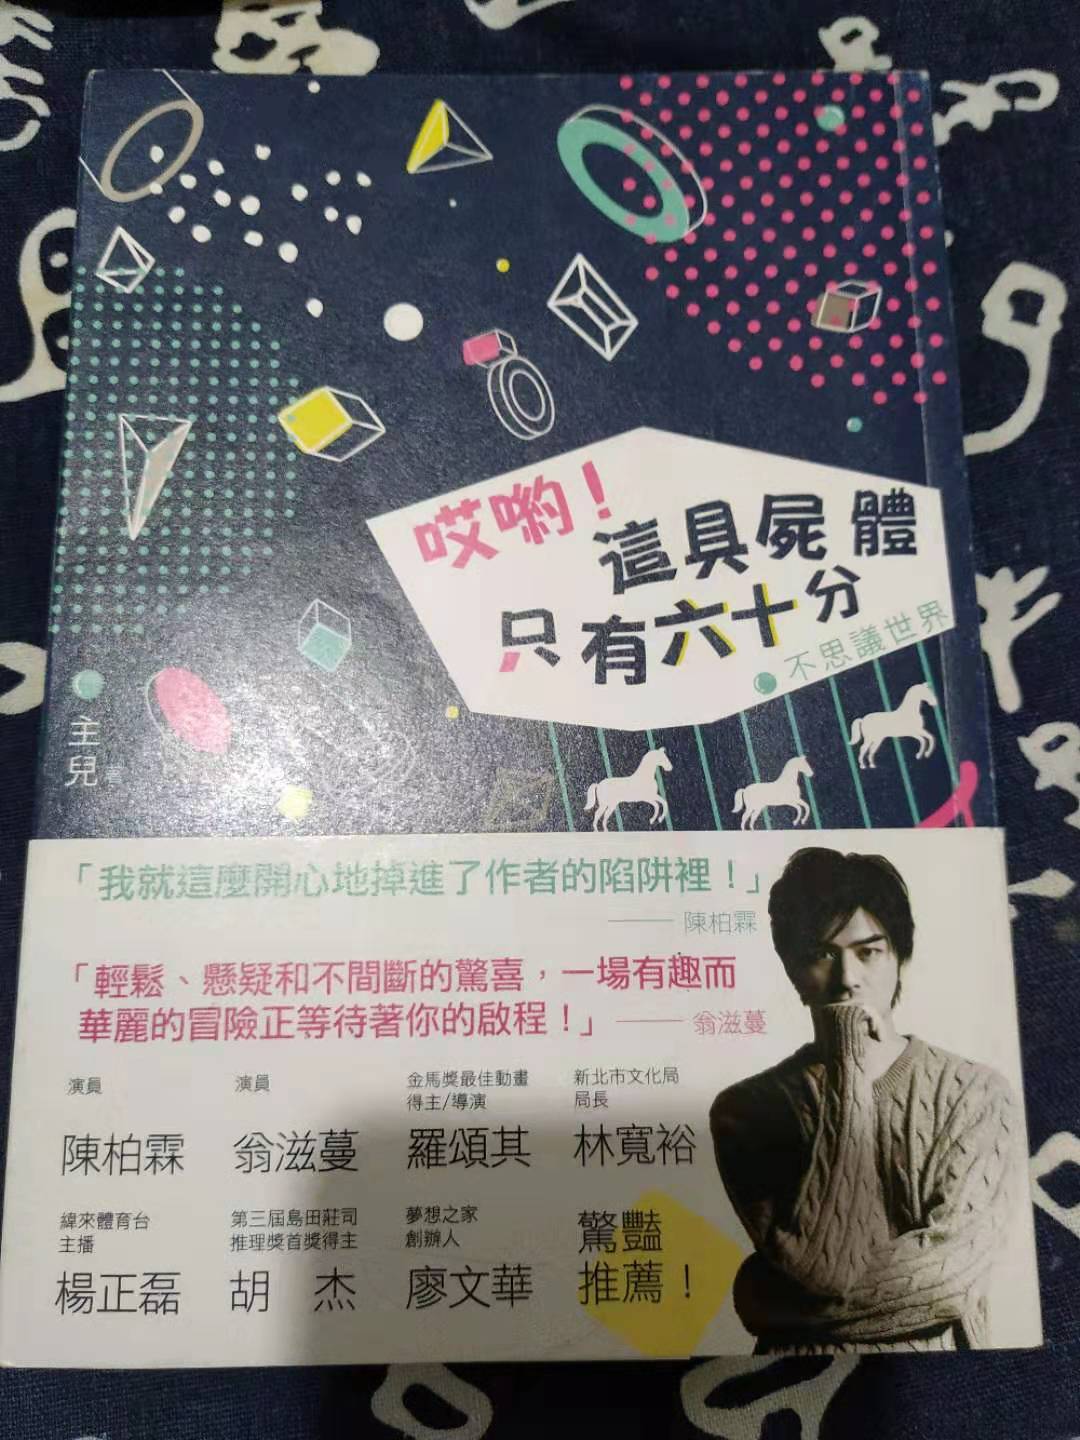 哎喲！
這具屍體
只有六十分
不思議世界
主兒 著
「我就這麼開心地掉進了作者的陷阱裡！」
——陳柏霖
「輕鬆、懸疑和不間斷的驚喜，一場有趣而
華麗的冒險正等待著你的啟程！」——翁滋蔓
演員
陳柏霖
演員
翁滋蔓
金馬獎最佳動畫
得主/導演
羅頌其
新北市文化局
局長
林寬裕
緯來體育台
主播
楊正磊
第三屆島田莊司
推理獎首獎得主
胡 杰
夢想之家
創辦人
廖文華
驚豔
推薦！